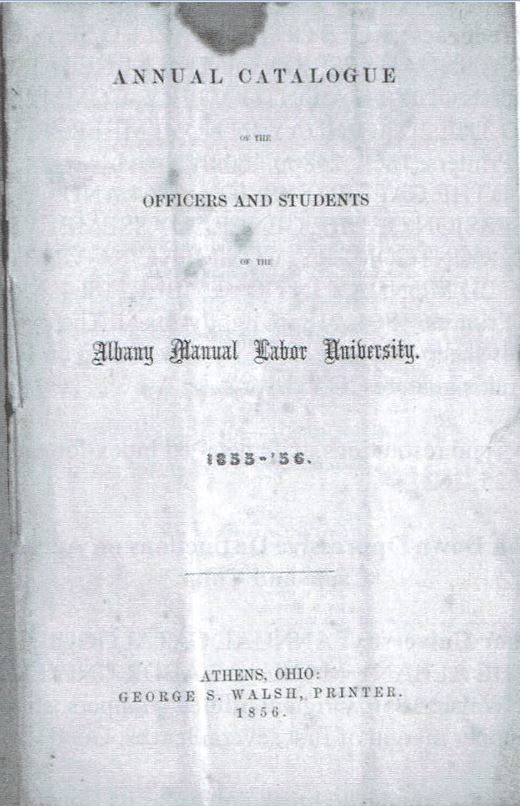 ANNUAL CATALOGUE
OF THE
OFFICERS AND STUDENTS
OF THE
Albany Manual Labor University.
1855-'56.
ATHENS, OHIO:
GEORGE S. WALSH, PRINTER.
1856.